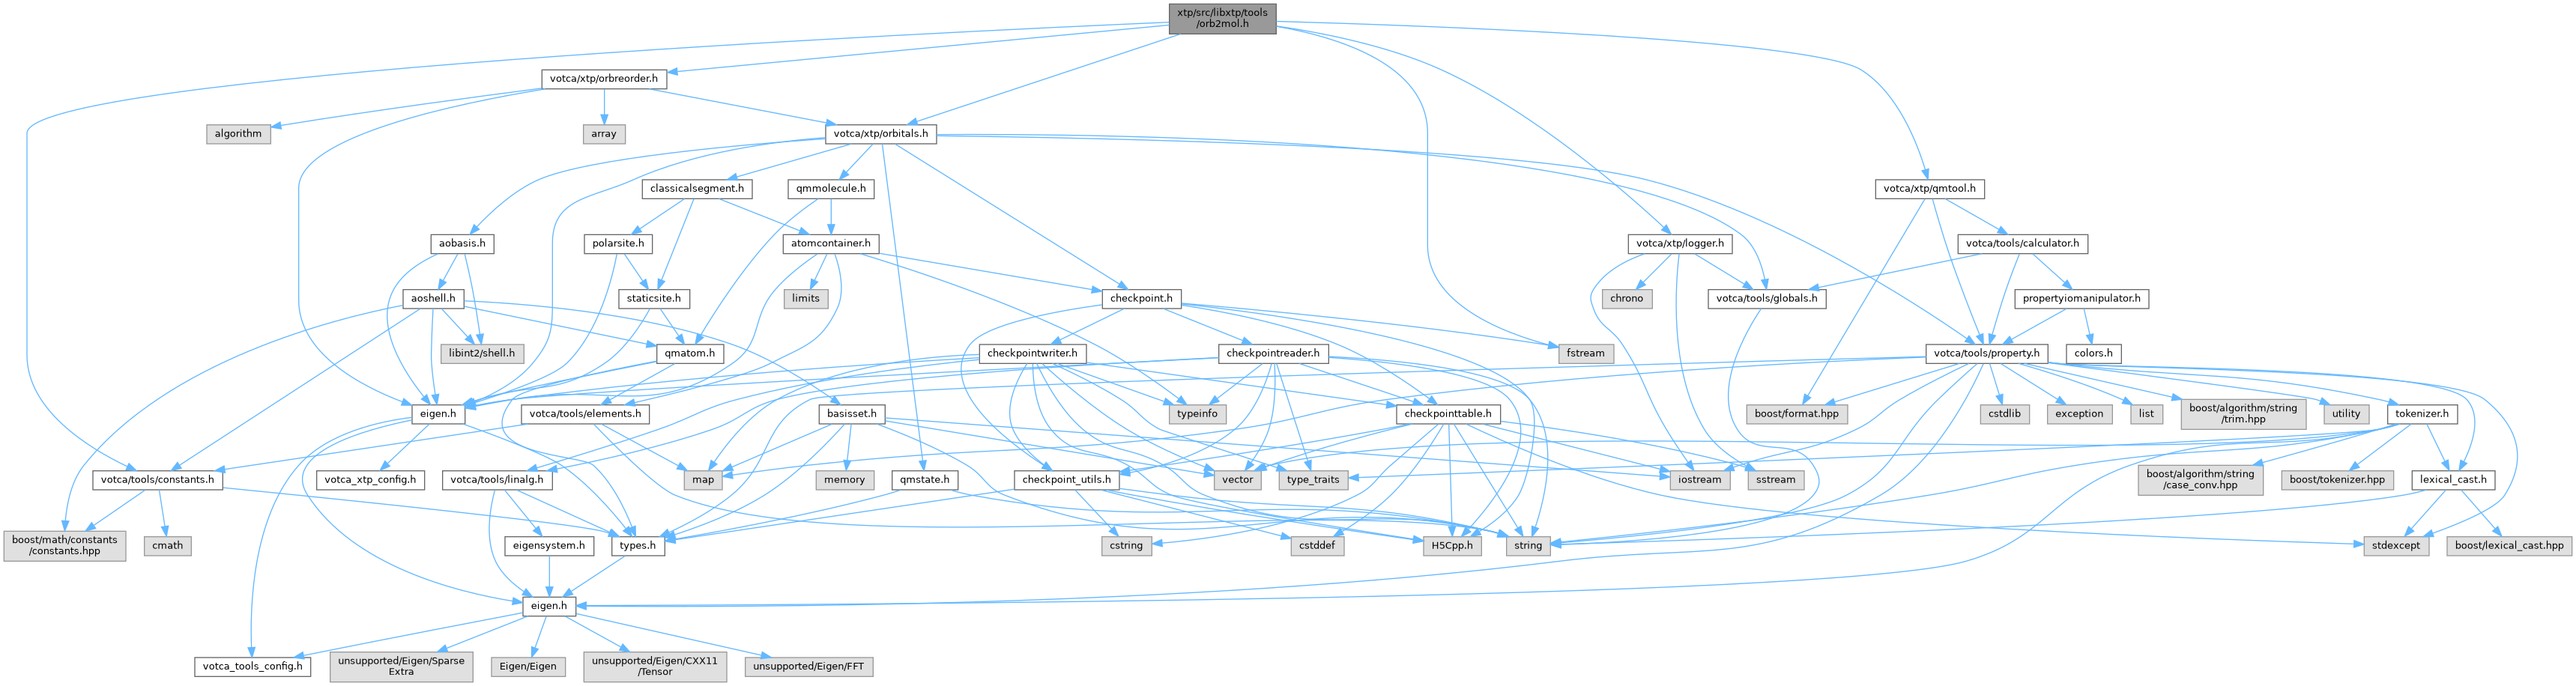 xtp/src/libxtp/tools
/orb2mol.h
votca/xtp/orbreorder.h
algorithm
array
votca/xtp/orbitals.h
classicalsegment.h
qmmolecule.h
votca/xtp/qmtool.h
aobasis.h
polarsite.h
atomcontainer.h
votca/xtp/logger.h
votca/tools/calculator.h
aoshell.h
staticsite.h
limits
checkpoint.h
chrono
votca/tools/globals.h
propertyiomanipulator.h
libint2/shell.h
qmatom.h
checkpointwriter.h
checkpointreader.h
fstream
votca/tools/property.h
colors.h
eigen.h
votca/tools/elements.h
basisset.h
typeinfo
checkpointtable.h
boost/format.hpp
cstdlib
exception
list
boost/algorithm/string
/trim.hpp
utility
tokenizer.h
votca/tools/constants.h
votca_xtp_config.h
votca/tools/linalg.h
map
memory
qmstate.h
checkpoint_utils.h
vector
type_traits
iostream
sstream
boost/algorithm/string
/case_conv.hpp
boost/tokenizer.hpp
lexical_cast.h
boost/math/constants
/constants.hpp
cmath
eigensystem.h
types.h
cstring
cstddef
H5Cpp.h
string
stdexcept
boost/lexical_cast.hpp
eigen.h
votca_tools_config.h
unsupported/Eigen/Sparse
Extra
Eigen/Eigen
unsupported/Eigen/CXX11
/Tensor
unsupported/Eigen/FFT